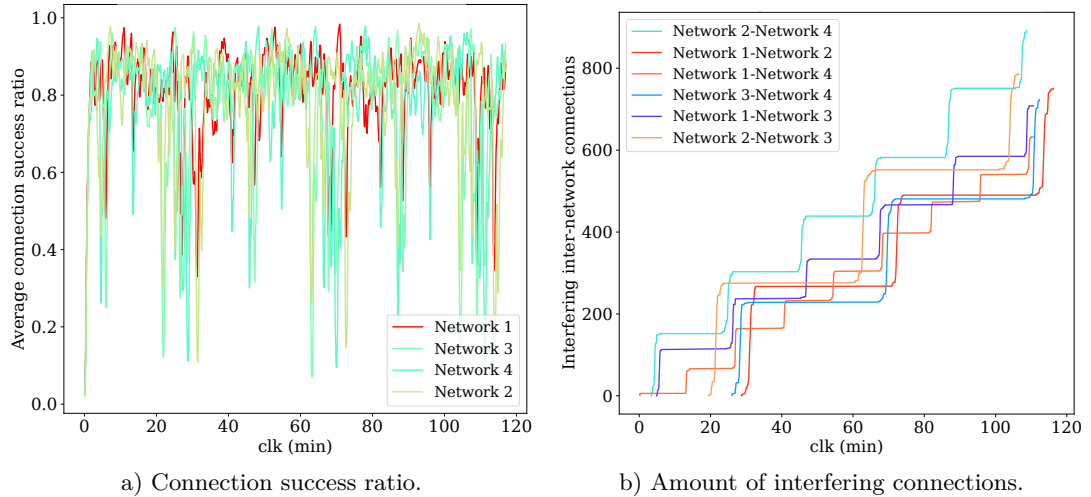 1.0
0.8
0.6
0.4
0.2
0.0
Average connection success ratio
0 20 40 60 80 100 120
clk (min)
Network 1
Network 3
Network 4
Network 2
a) Connection success ratio.
800
600
400
200
0
Interfering inter-network connections
0 20 40 60 80 100 120
clk (min)
Network 2-Network 4
Network 1-Network 2
Network 1-Network 4
Network 3-Network 4
Network 1-Network 3
Network 2-Network 3
b) Amount of interfering connections.